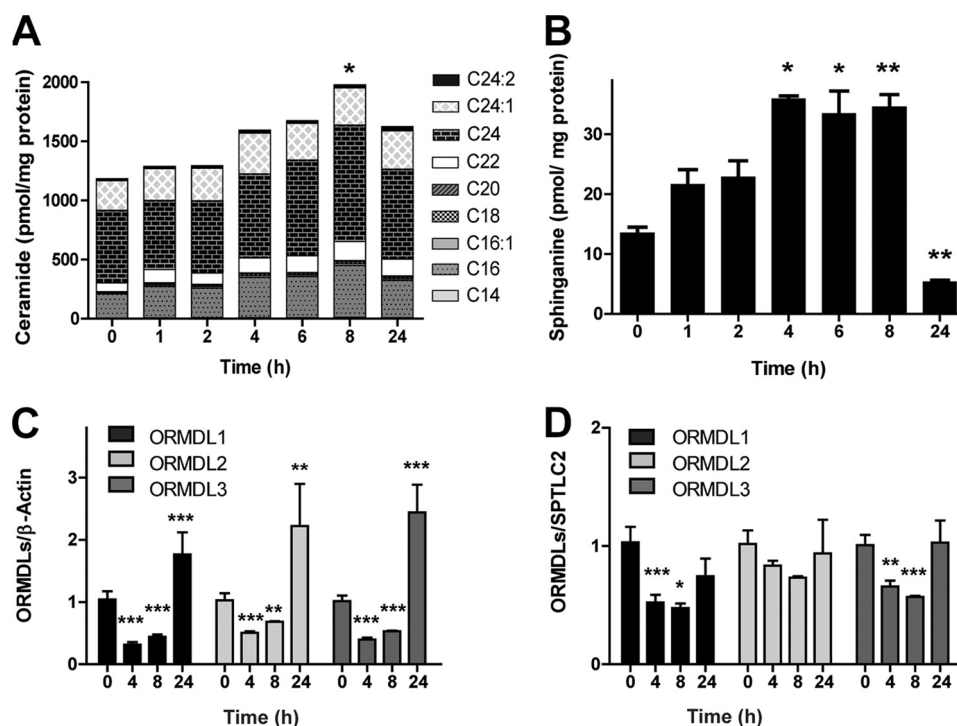 A
Ceramide (pmol/mg protein)
2000
1500
1000
500
0
*
0 1 2 4 6 8 24
Time (h)
C24:2
C24:1
C24
C22
C20
C18
C16:1
C16
C14
B
Sphinganine (pmol/ mg protein)
30
20
10
0
* * ** **
0 1 2 4 6 8 24
Time (h)
C
ORMDLs/β-Actin
3
2
1
0
ORMDL1
ORMDL2
ORMDL3
*** *** *** *** ** ** *** *** ***
0 4 8 24 0 4 8 24 0 4 8 24
Time (h)
D
ORMDLs/SPTLC2
2
1
0
ORMDL1
ORMDL2
ORMDL3
*** * ** ***
0 4 8 24 0 4 8 24 0 4 8 24
Time (h)